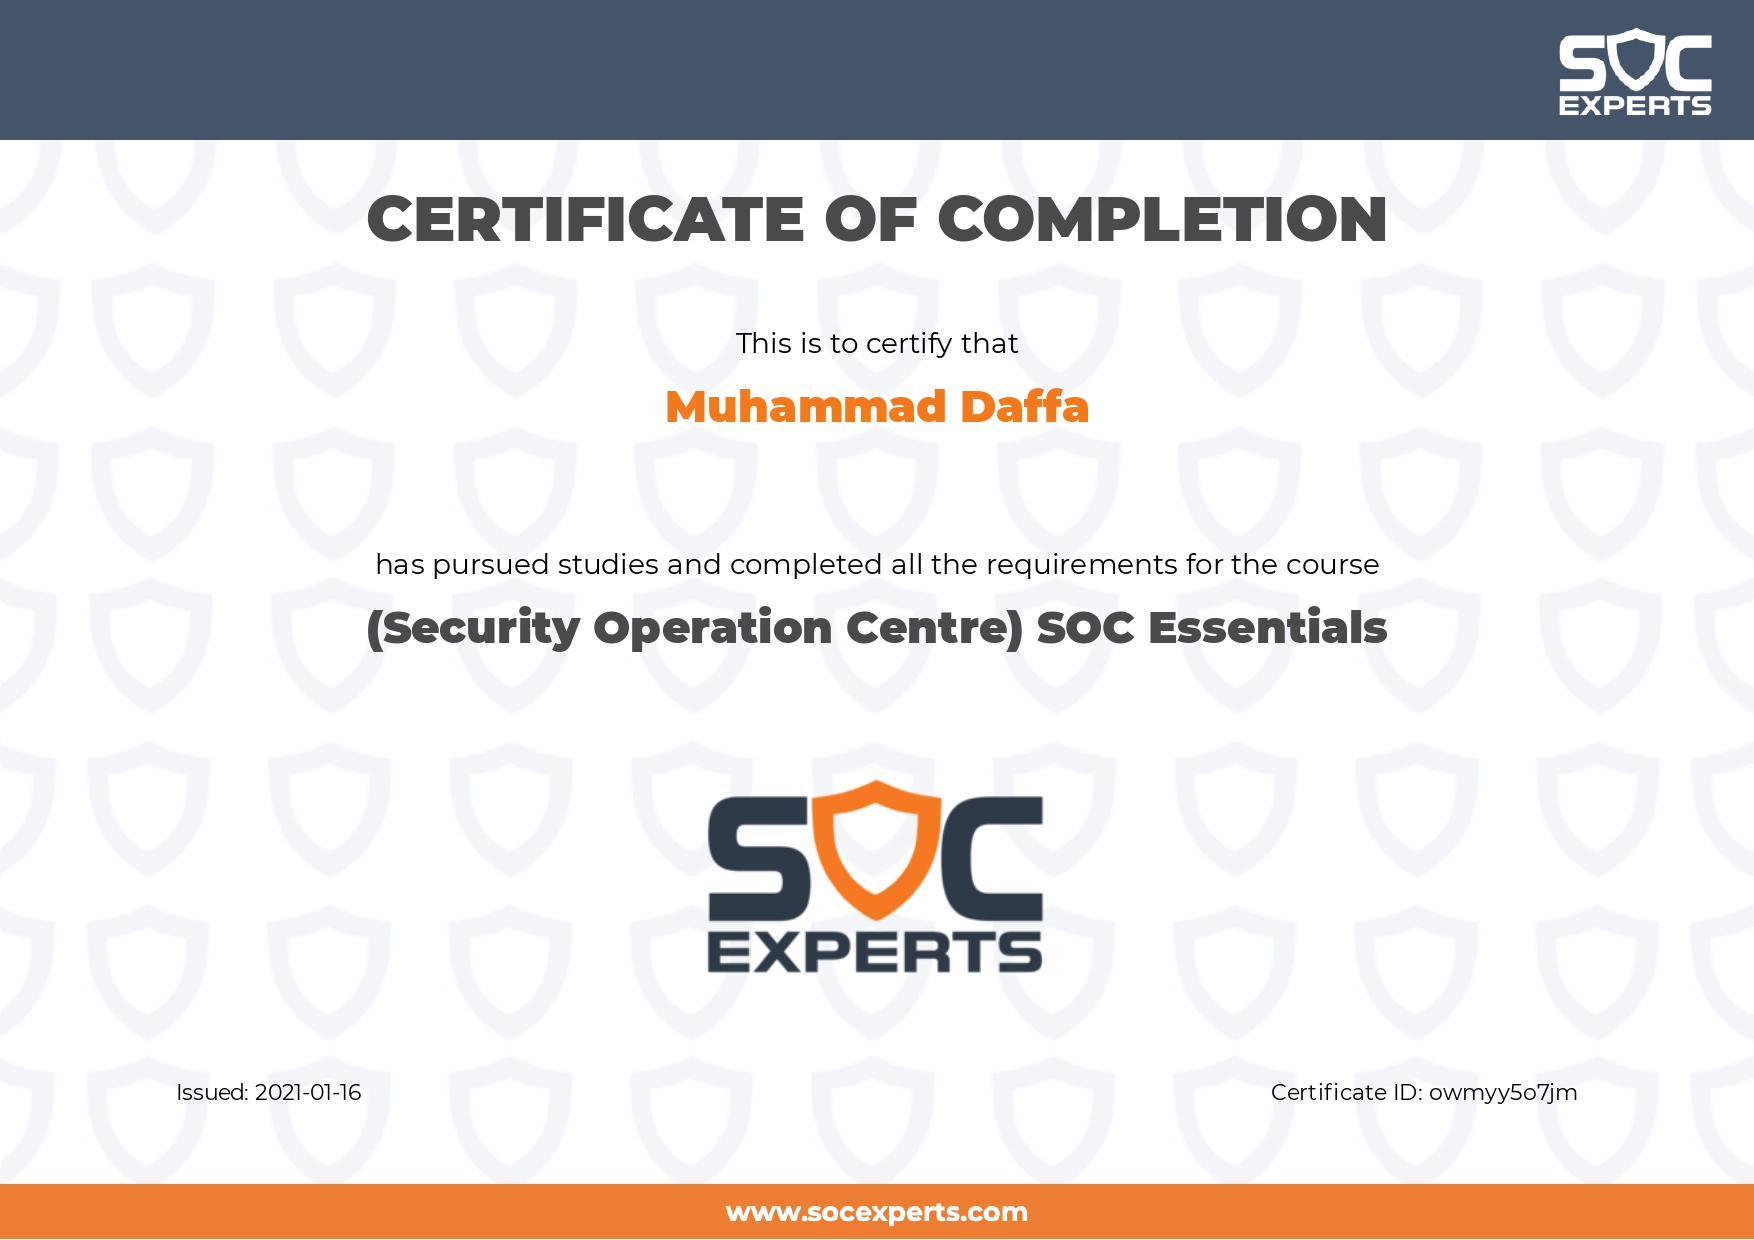 SOC
EXPERTS
CERTIFICATE OF COMPLETION
This is to certify that
Muhammad Daffa
has pursued studies and completed all the requirements for the course
(Security Operation Centre) SOC Essentials
SOC
EXPERTS
Issued: 2021-01-16
Certificate ID: owmyy5o7jm
www.socexperts.com